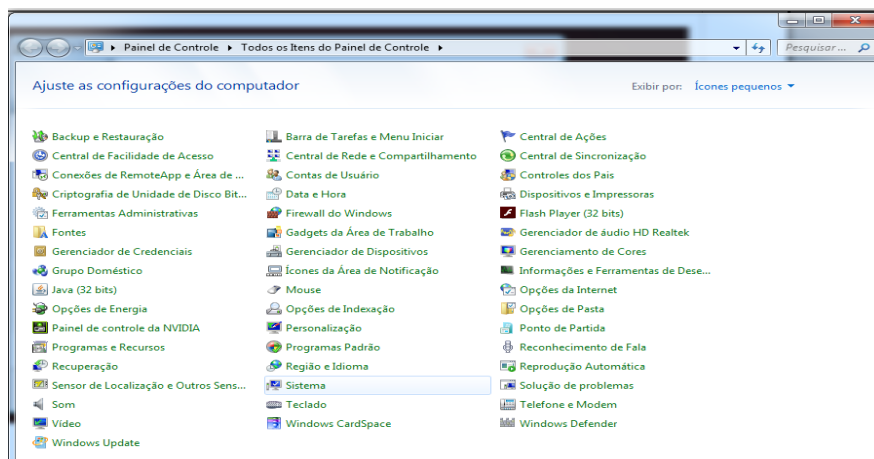 Painel de Controle ▸ Todos os Itens do Painel de Controle ▸ Pesquisar ...
Ajuste as configurações do computador Exibir por: Ícones pequenos
Backup e Restauração Barra de Tarefas e Menu Iniciar Central de Ações
Central de Facilidade de Acesso Central de Rede e Compartilhamento Central de Sincronização
Conexões de RemoteApp e Área de ... Contas de Usuário Controles dos Pais
Criptografia de Unidade de Disco Bit... Data e Hora Dispositivos e Impressoras
Ferramentas Administrativas Firewall do Windows Flash Player (32 bits)
Fontes Gadgets da Área de Trabalho Gerenciador de áudio HD Realtek
Gerenciador de Credenciais Gerenciador de Dispositivos Gerenciamento de Cores
Grupo Doméstico Ícones da Área de Notificação Informações e Ferramentas de Dese...
Java (32 bits) Mouse Opções da Internet
Opções de Energia Opções de Indexação Opções de Pasta
Painel de controle da NVIDIA Personalização Ponto de Partida
Programas e Recursos Programas Padrão Reconhecimento de Fala
Recuperação Região e Idioma Reprodução Automática
Sensor de Localização e Outros Sens... Sistema Solução de problemas
Som Teclado Telefone e Modem
Vídeo Windows CardSpace Windows Defender
Windows Update